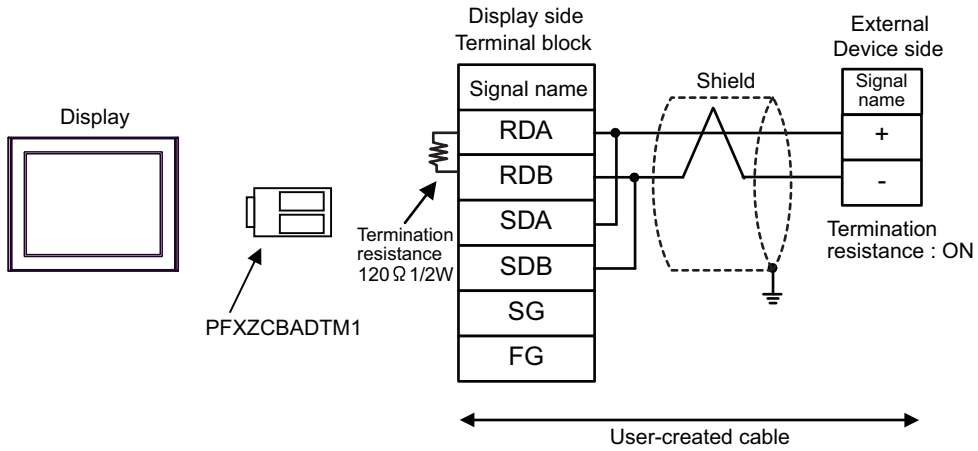 Display side
Terminal block
External
Device side
Signal name
Shield
Signal
name
Display
RDA
+
RDB
-
SDA
Termination
resistance
120Ω 1/2W
Termination
resistance : ON
SDB
SG
PFXZCBADTM1
FG
User-created cable